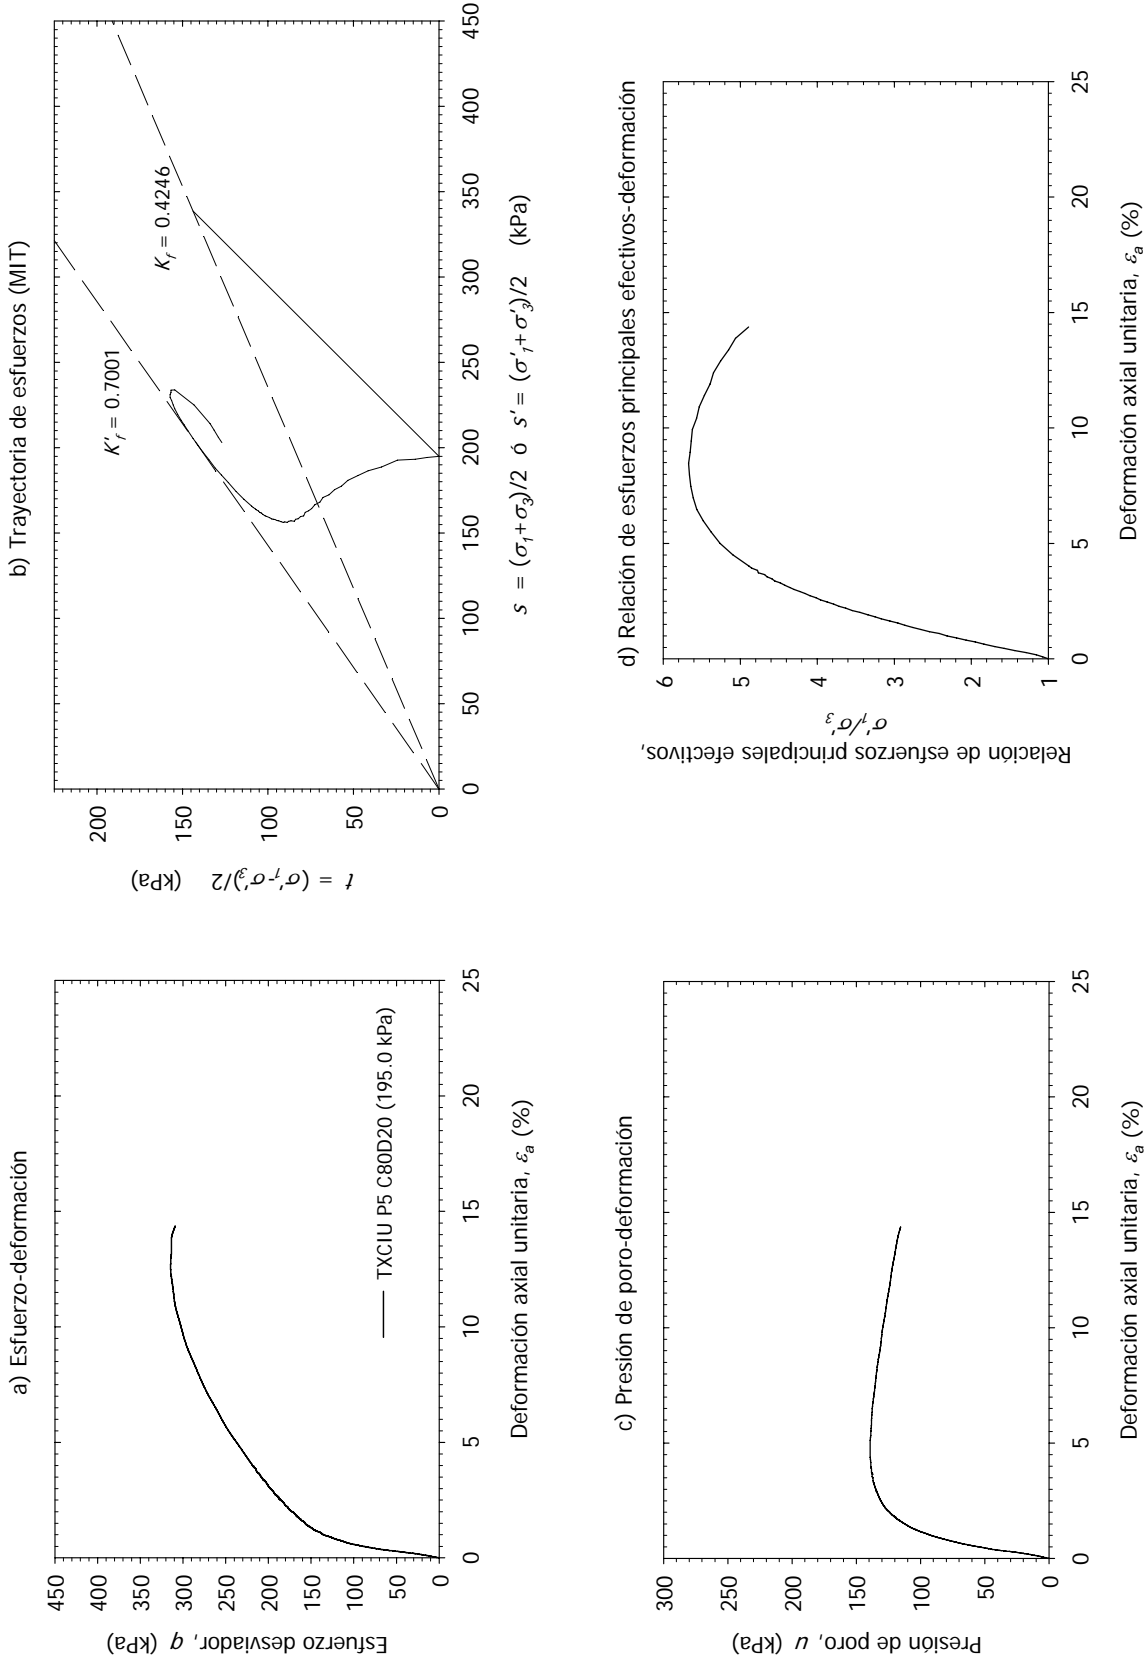 a) Esfuerzo-deformación
450
400
350
300
250
200
150
100
50
0
Esfuerzo desviador, q (kPa)
0 5 10 15 20 25
Deformación axial unitaria, εa (%)
TXCIU P5 C80D20 (195.0 kPa)
b) Trayectoria de esfuerzos (MIT)
200
150
100
50
0
t = (σ'1-σ'3)/2 (kPa)
K'f = 0.7001
Kf = 0.4246
0 50 100 150 200 250 300 350 400 450
s = (σ1+σ3)/2 ó s' = (σ'1+σ'3)/2 (kPa)
c) Presión de poro-deformación
300
250
200
150
100
50
0
Presión de poro, u (kPa)
0 5 10 15 20 25
Deformación axial unitaria, εa (%)
d) Relación de esfuerzos principales efectivos-deformación
6
5
4
3
2
1
Relación de esfuerzos principales efectivos,
σ'1/σ'3
0 5 10 15 20 25
Deformación axial unitaria, εa (%)